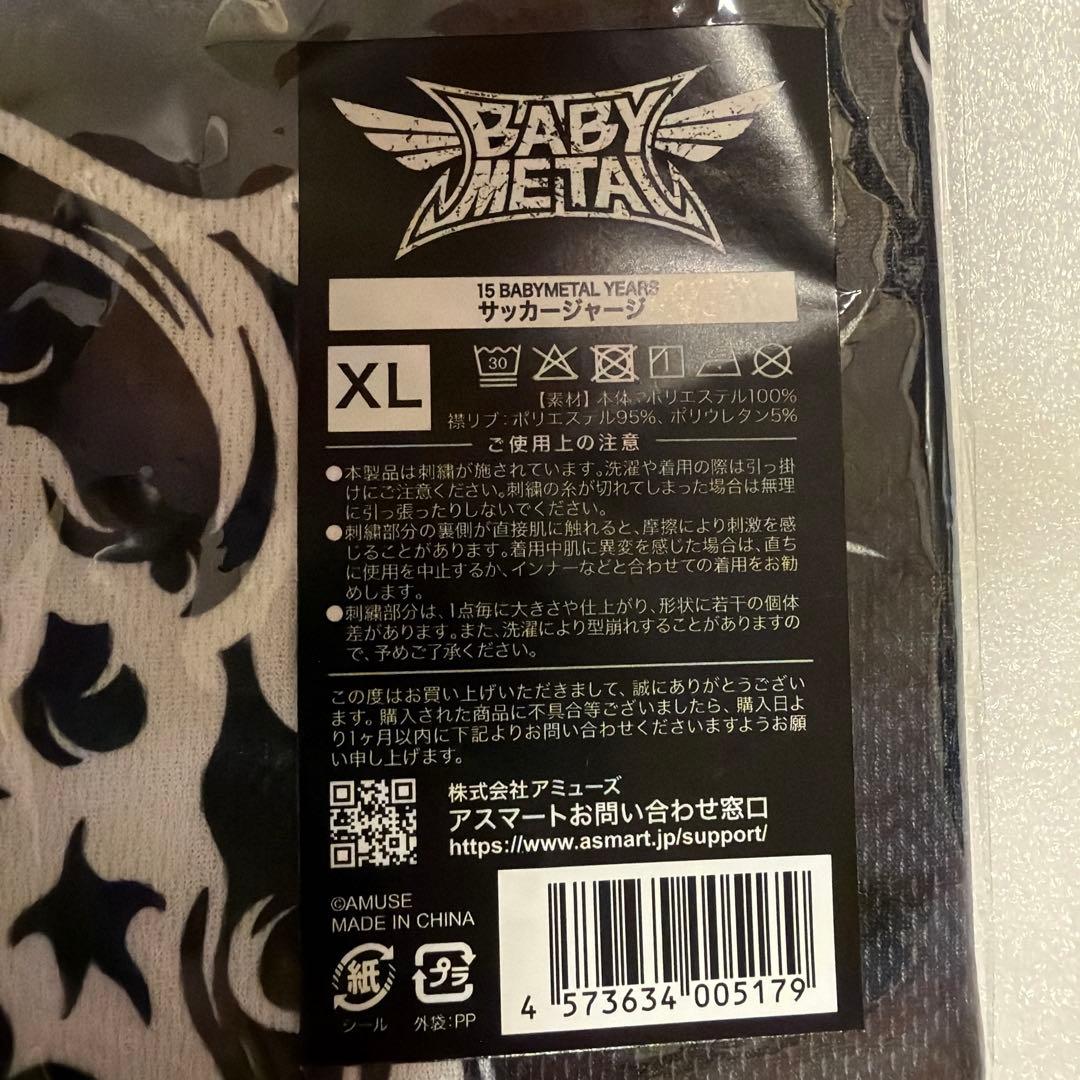 BABY
METAL
15 BABYMETAL YEARS
サッカージャージ
XL
30
【素材】本体:ポリエステル100%
襟リブ:ポリエステル95%、ポリウレタン5%
ご使用上の注意
●本製品は刺繍が施されています。洗濯や着用の際は引っ掛
けにご注意ください。刺繍の糸が切れてしまった場合は無理
に引っ張ったりしないでください。
●刺繍部分の裏側が直接肌に触れると、摩擦により刺激を感
じることがあります。着用中肌に異変を感じた場合は、直ち
に使用を中止するか、インナーなどと合わせての着用をお勧
めします。
●刺繍部分は、1点毎に大きさや仕上がり、形状に若干の個体
差があります。また、洗濯により型崩れすることがありますの
で、予めご了承ください。
この度はお買い上げいただきまして、誠にありがとうござい
ます。購入された商品に不具合等ございましたら、購入日よ
り1ヶ月以内に下記よりお問い合わせくださいますようお願
い申し上げます。
株式会社アミューズ
アスマートお問い合わせ窓口
https://www.asmart.jp/support/
©AMUSE
MADE IN CHINA
紙
シール
プラ
外袋:PP
4 573634 005179